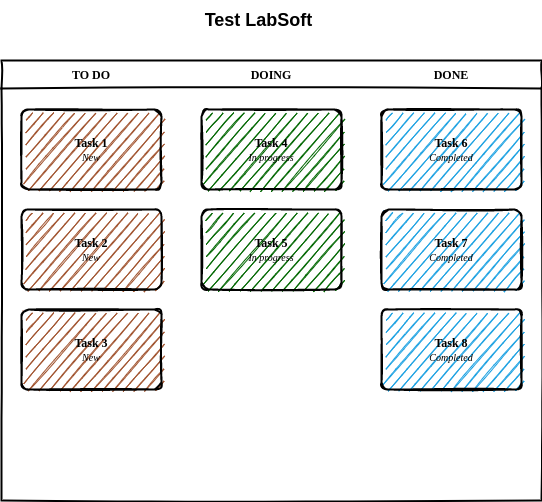 Test LabSoft
TO DO
DOING
DONE
Task 1
New
Task 4
In progress
Task 6
Completed
Task 2
New
Task 5
In progress
Task 7
Completed
Task 3
New
Task 8
Completed